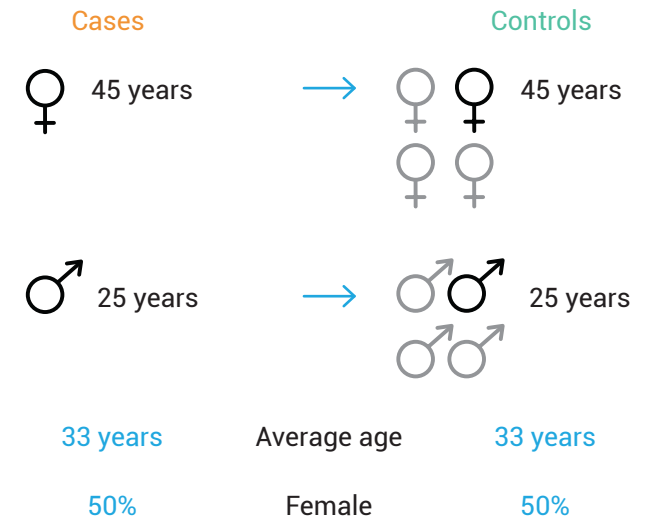 Cases Controls
45 years 45 years
25 years 25 years
33 years Average age 33 years
50% Female 50%